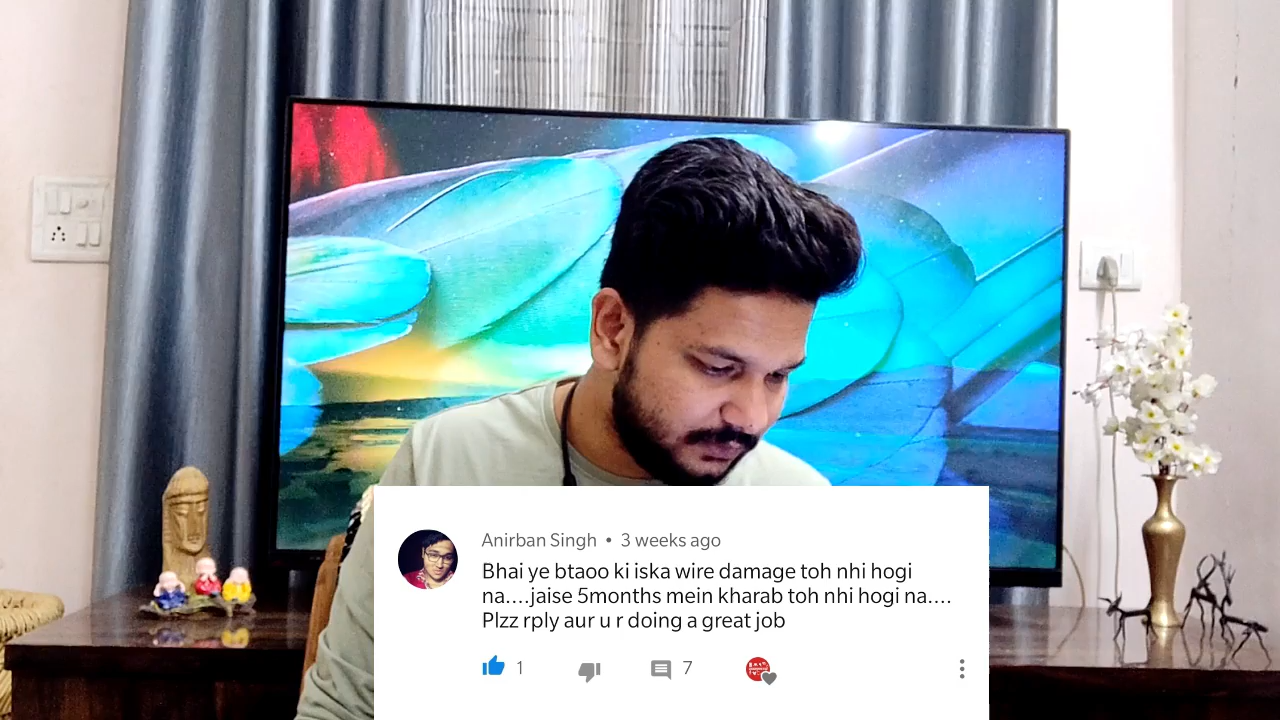 Anirban Singh • 3 weeks ago
Bhai ye btaoo ki iska wire damage toh nhi hogi
na....jaise 5months mein kharab toh nhi hogi na....
Plzz rply aur u r doing a great job
1 7